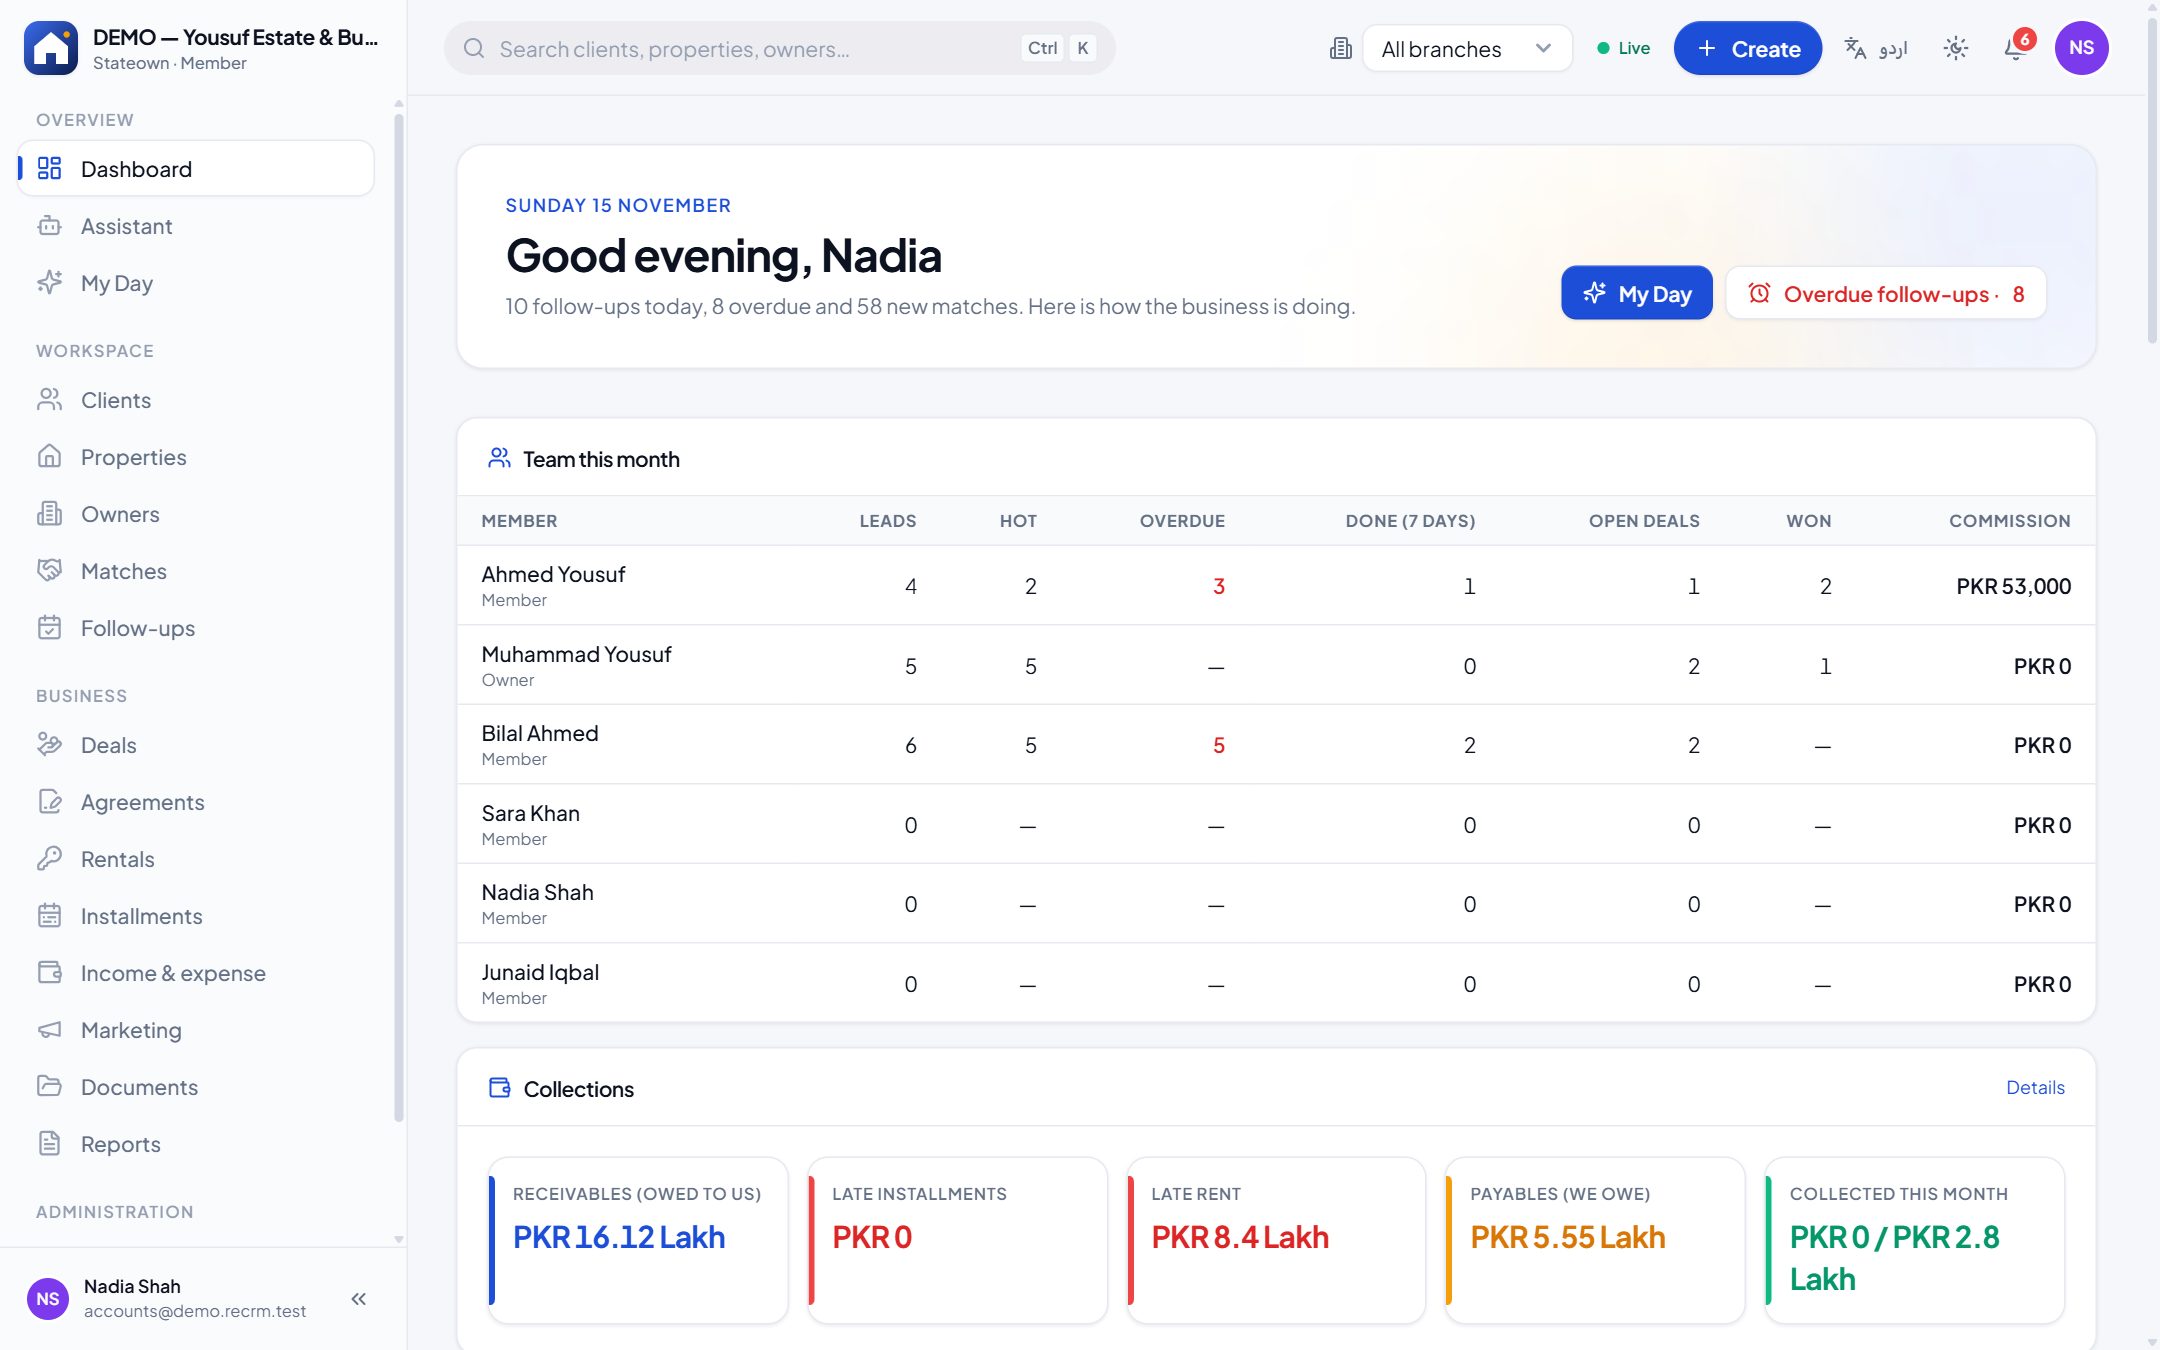 DEMO — Yousuf Estate & Bu...
Stateown · Member
OVERVIEW
Dashboard
Assistant
My Day
WORKSPACE
Clients
Properties
Owners
Matches
Follow-ups
BUSINESS
Deals
Agreements
Rentals
Installments
Income & expense
Marketing
Documents
Reports
ADMINISTRATION
NS
Nadia Shah
accounts@demo.recrm.test
Search clients, properties, owners...
Ctrl K
All branches
Live
Create
اردو
6
NS
SUNDAY 15 NOVEMBER
Good evening, Nadia
10 follow-ups today, 8 overdue and 58 new matches. Here is how the business is doing.
My Day
Overdue follow-ups · 8
Team this month
MEMBER LEADS HOT OVERDUE DONE (7 DAYS) OPEN DEALS WON COMMISSION
Ahmed Yousuf 4 2 3 1 1 2 PKR 53,000
Member
Muhammad Yousuf 5 5 — 0 2 1 PKR 0
Owner
Bilal Ahmed 6 5 5 2 2 — PKR 0
Member
Sara Khan 0 — — 0 0 — PKR 0
Member
Nadia Shah 0 — — 0 0 — PKR 0
Member
Junaid Iqbal 0 — — 0 0 — PKR 0
Member
Collections
Details
RECEIVABLES (OWED TO US)
PKR 16.12 Lakh
LATE INSTALLMENTS
PKR 0
LATE RENT
PKR 8.4 Lakh
PAYABLES (WE OWE)
PKR 5.55 Lakh
COLLECTED THIS MONTH
PKR 0 / PKR 2.8
Lakh